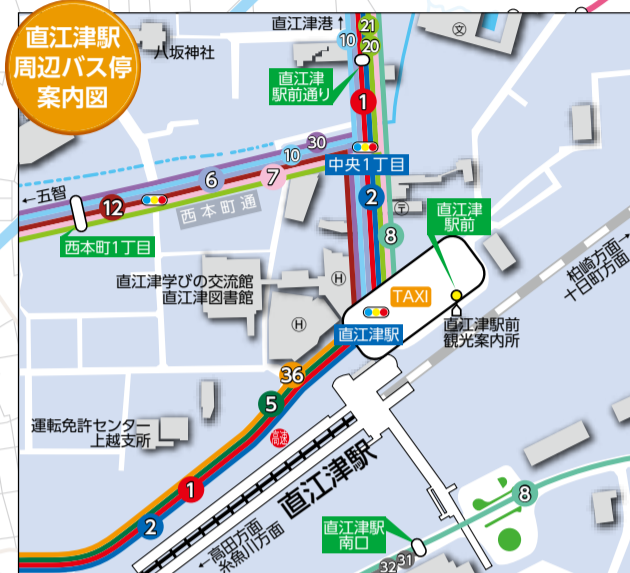 直江津駅
周辺バス停
案内図
八坂神社
直江津港↑
21
10
20
文
直江津
駅前通り
1
30
10
中央1丁目
6
7
2
←五智
12
西本町通
〒
直江津
駅前
8
西本町1丁目
柏崎方面→
十日町方面→
直江津学びの交流館
直江津図書館
H
TAXI
H
直江津駅
直江津駅前
観光案内所
36
5
運転免許センター
上越支所
高速
直江津駅
1
8
2
直江津駅
南口
←高田方面
糸魚川方面
32
31